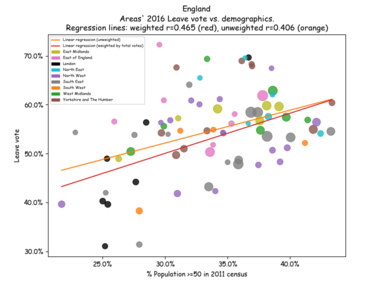 England
Areas' 2016 Leave vote vs. demographics.
Regression lines: weighted r=0.465 (red), unweighted r=0.406 (orange)
Linear regression (unweighted)
Linear regression (weighted by total votes)
East Midlands
East of England
London
North East
North West
South East
South West
West Midlands
Yorkshire and The Humber
70.0%
60.0%
50.0%
40.0%
30.0%
Leave vote
25.0%
30.0%
35.0%
40.0%
% Population >=50 in 2011 census